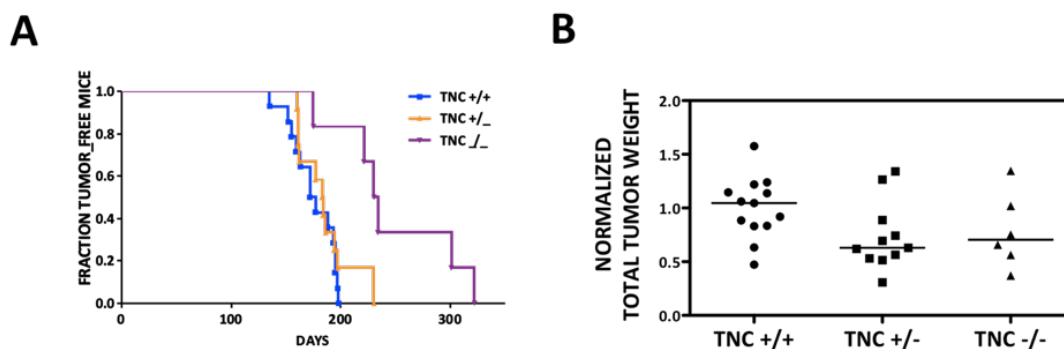 A
FRACTION TUMOR_FREE MICE
1.0
0.8
0.6
0.4
0.2
0.0
0
100
200
300
DAYS
TNC +/+
TNC +/_
TNC _/_
B
NORMALIZED
TOTAL TUMOR WEIGHT
2.0
1.5
1.0
0.5
0.0
TNC +/+
TNC +/-
TNC -/-